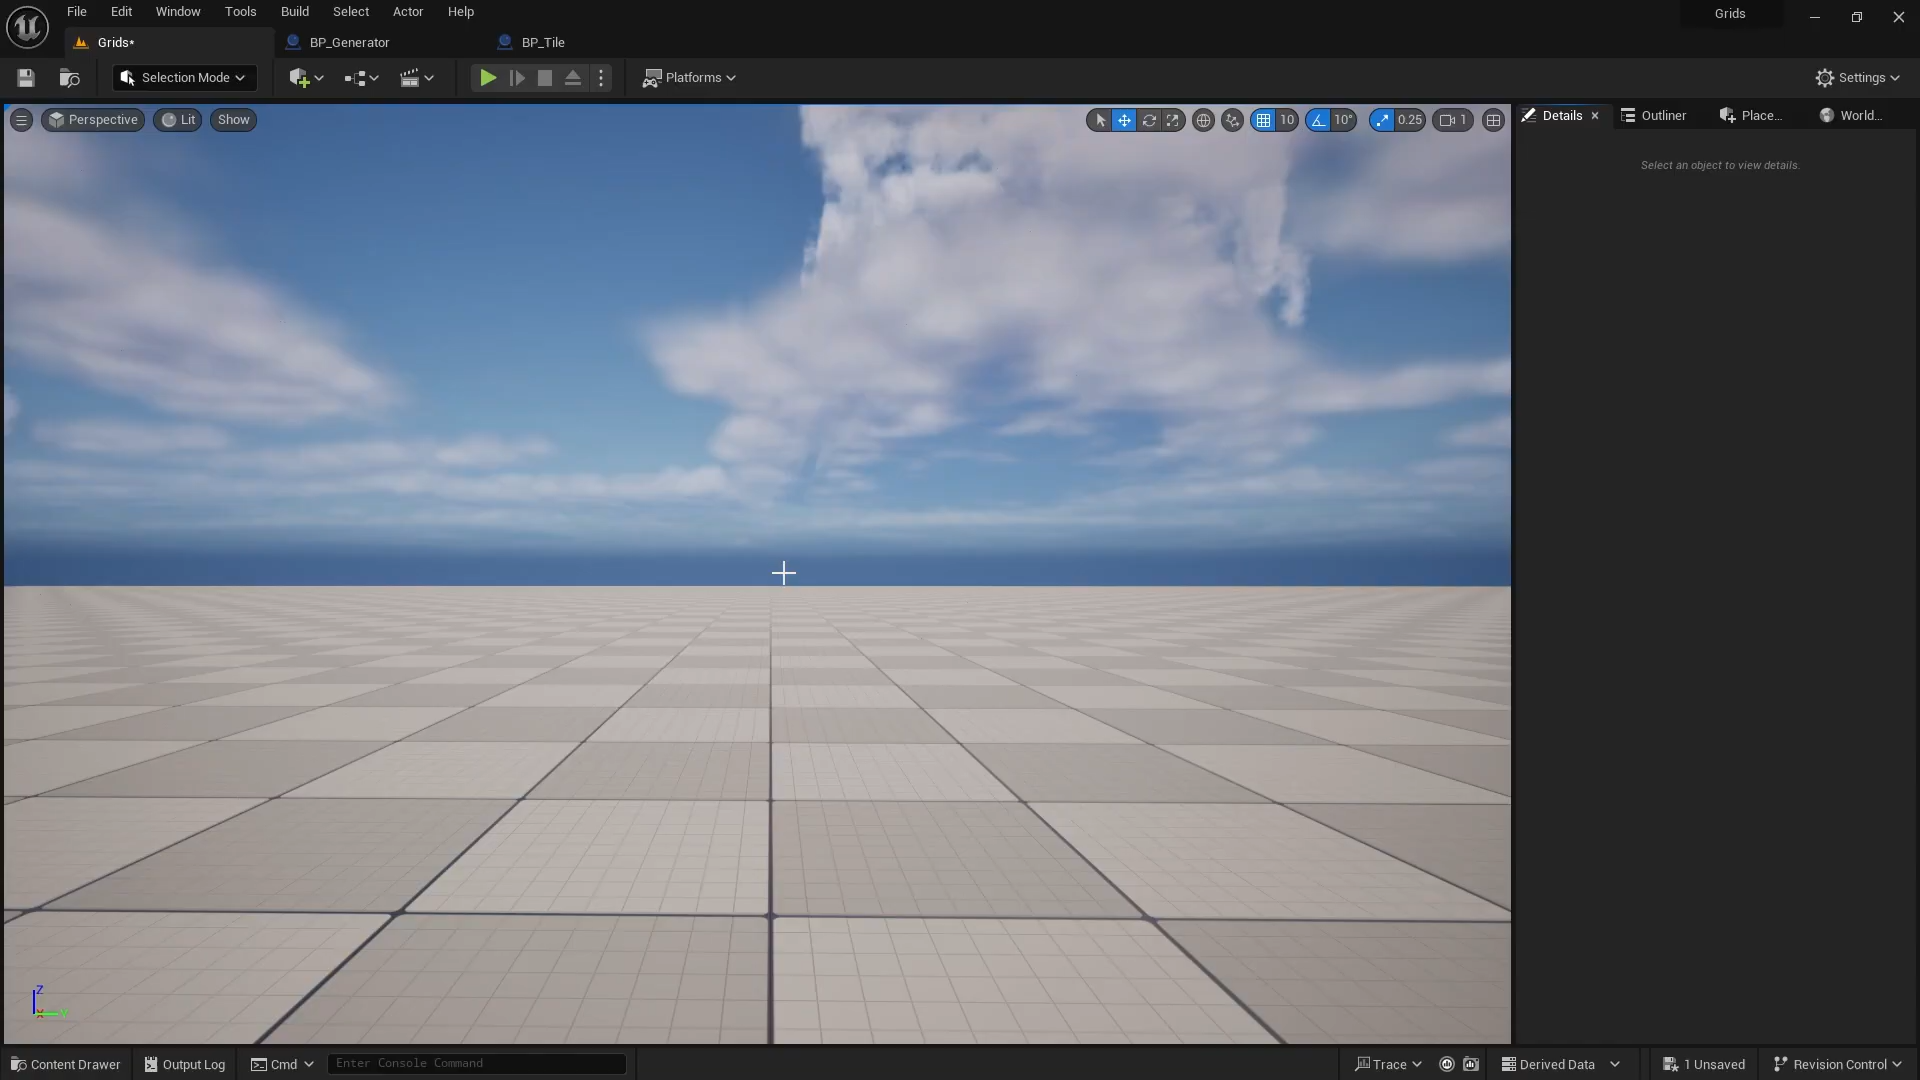 File Edit Window Tools Build Select Actor Help
Grids
Grids* BP_Generator BP_Tile
Selection Mode Platforms Settings
Perspective Lit Show 10 10° 0.25 1
Details Outliner Place... World...
Select an object to view details.
Z
Y
Content Drawer Output Log Cmd Enter Console Command Trace Derived Data 1 Unsaved Revision Control